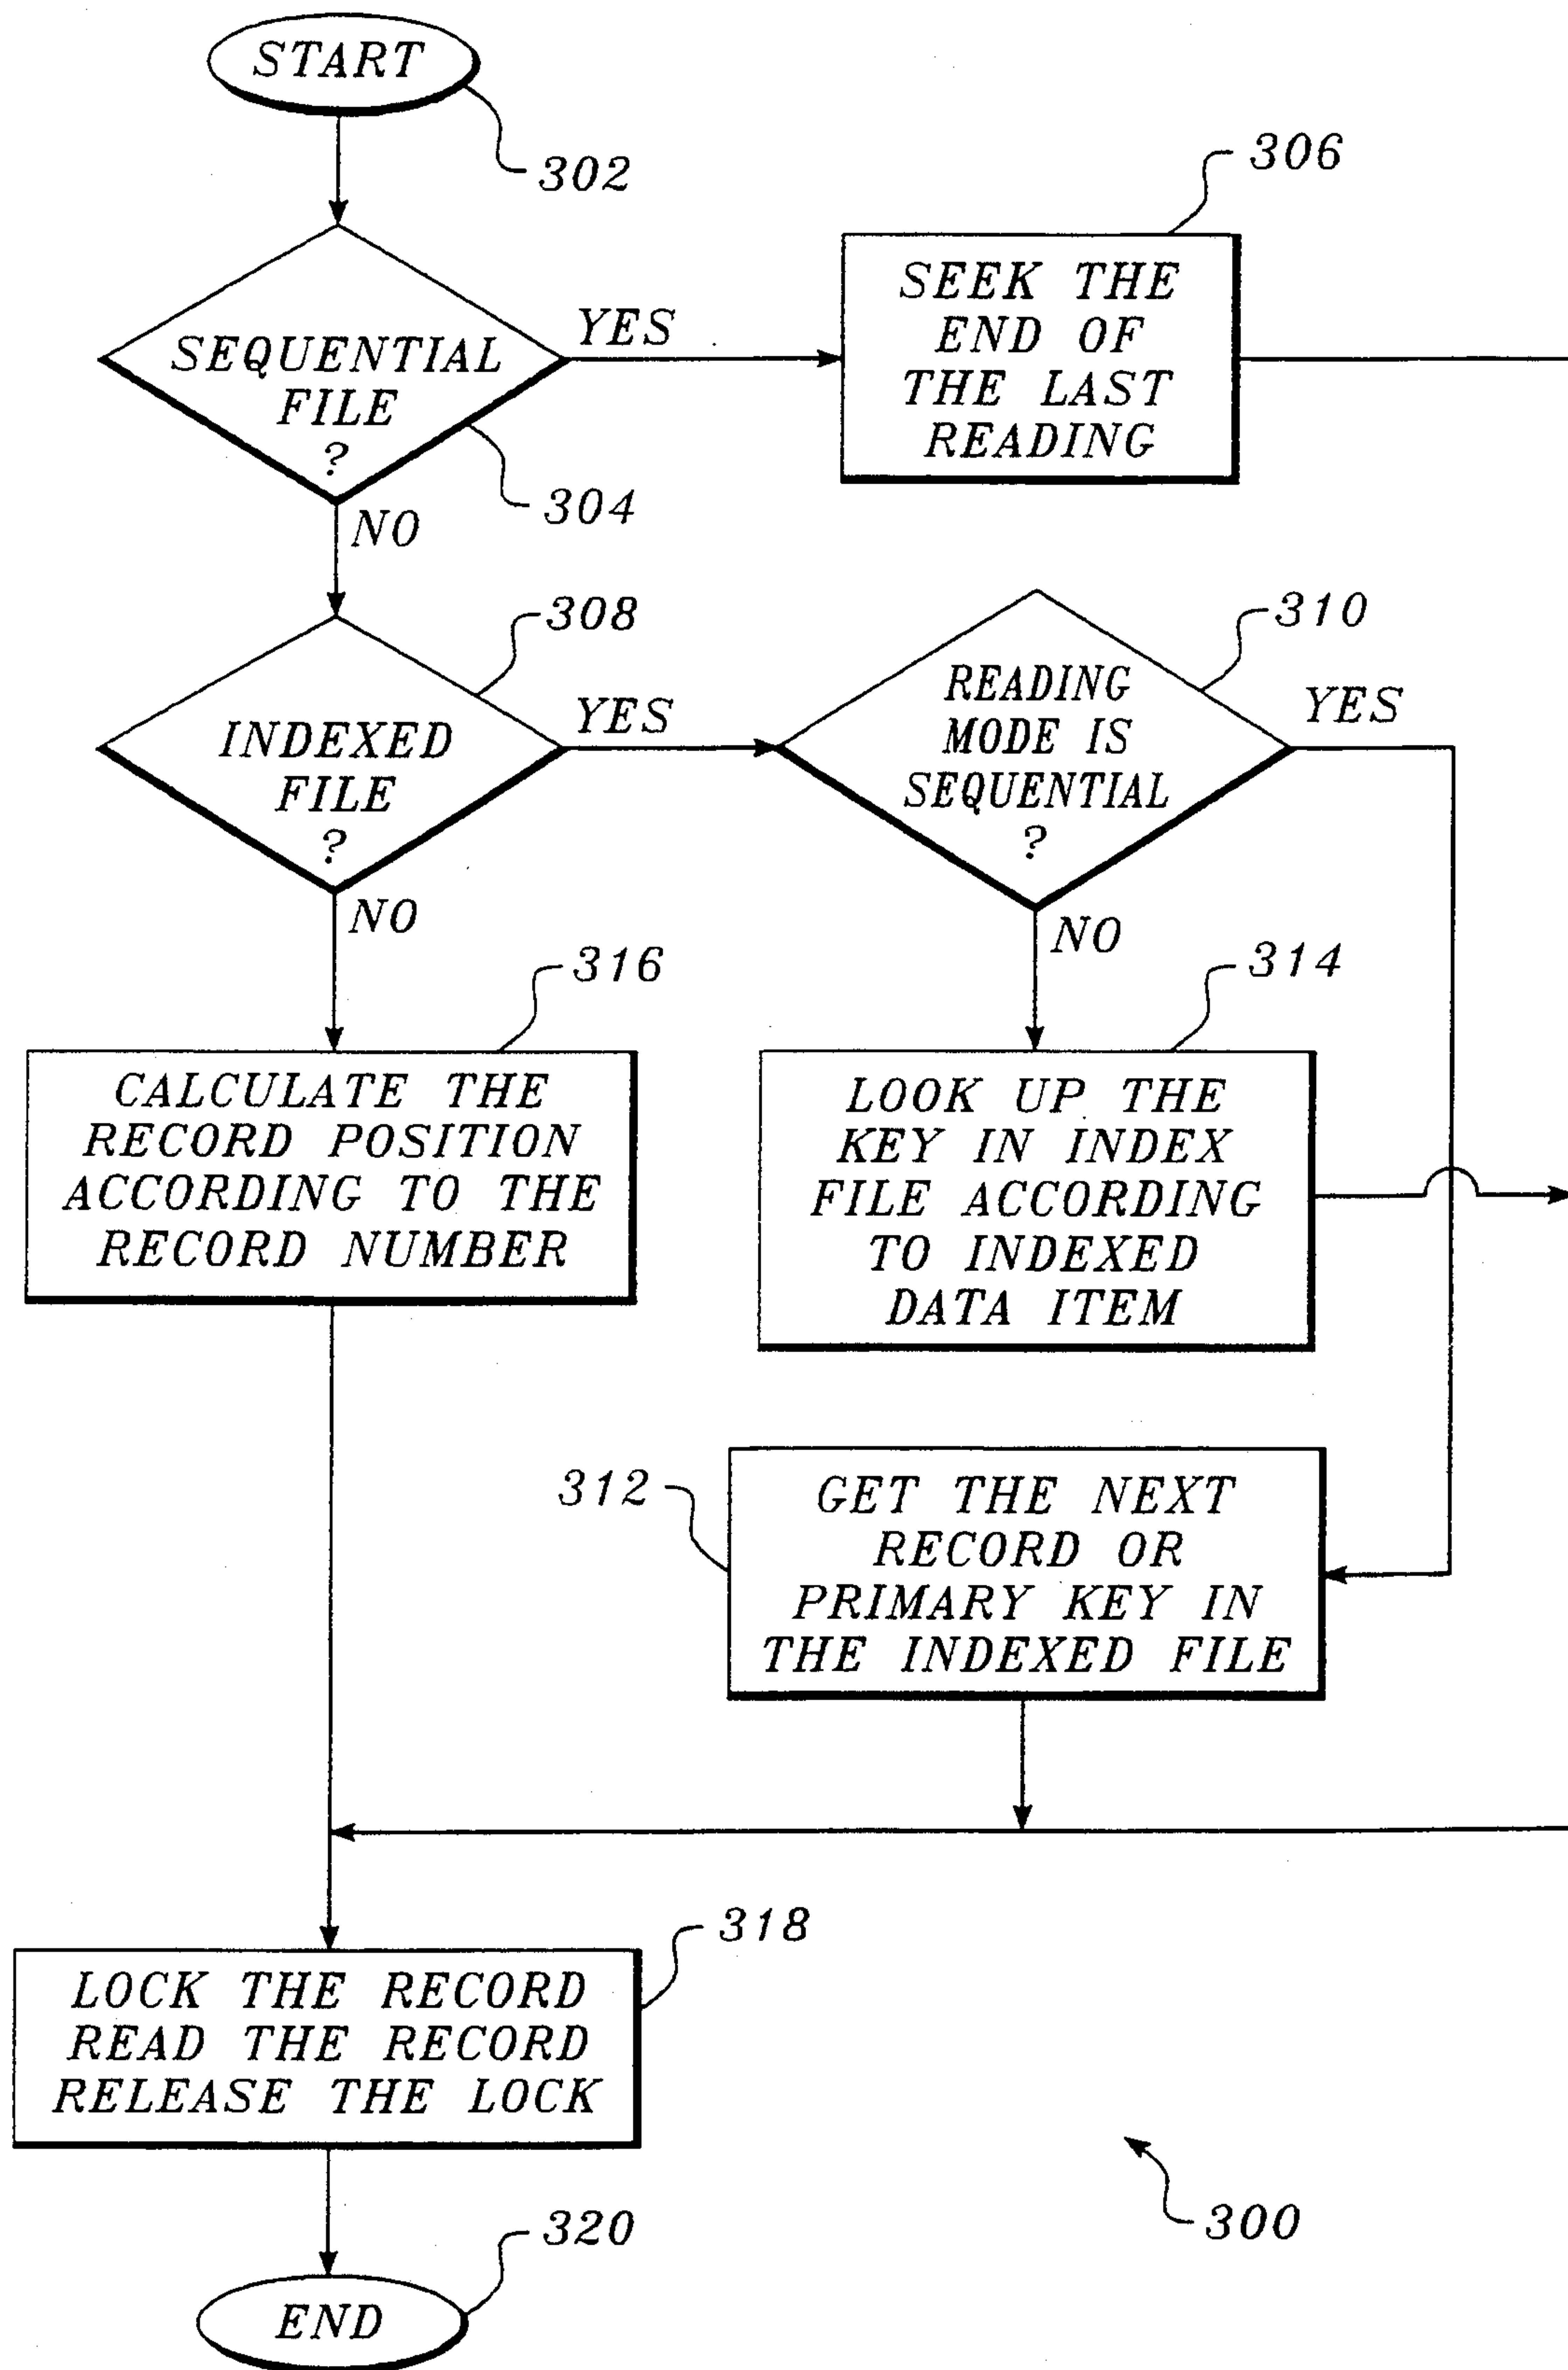 START
302
306
SEEK THE
END OF
THE LAST
READING
YES
SEQUENTIAL
FILE
?
304
NO
308
310
INDEXED
FILE
?
YES
READING
MODE IS
SEQUENTIAL
?
YES
NO
NO
316
314
CALCULATE THE
RECORD POSITION
ACCORDING TO THE
RECORD NUMBER
LOOK UP THE
KEY IN INDEX
FILE ACCORDING
TO INDEXED
DATA ITEM
312
GET THE NEXT
RECORD OR
PRIMARY KEY IN
THE INDEXED FILE
318
LOCK THE RECORD
READ THE RECORD
RELEASE THE LOCK
300
320
END